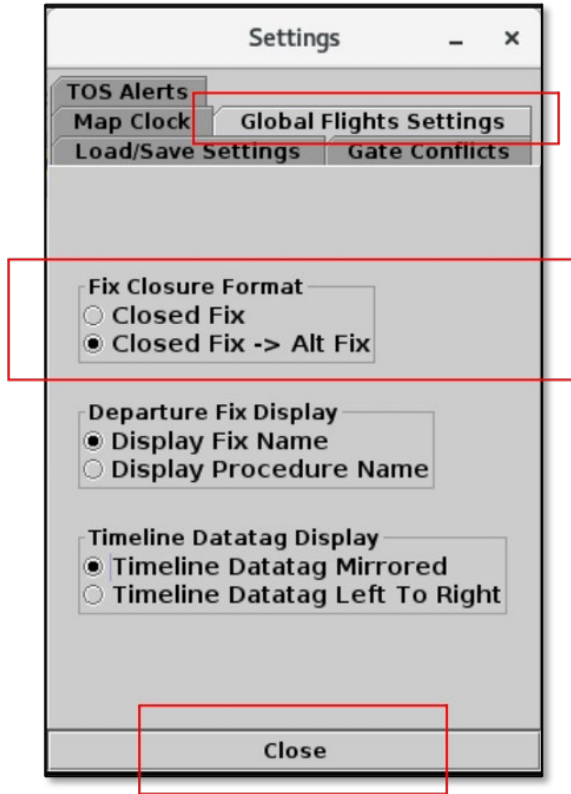 Settings
TOS Alerts
Map Clock Global Flights Settings
Load/Save Settings Gate Conflicts
Fix Closure Format
Closed Fix
Closed Fix -> Alt Fix
Departure Fix Display
Display Fix Name
Display Procedure Name
Timeline Datatag Display
Timeline Datatag Mirrored
Timeline Datatag Left To Right
Close